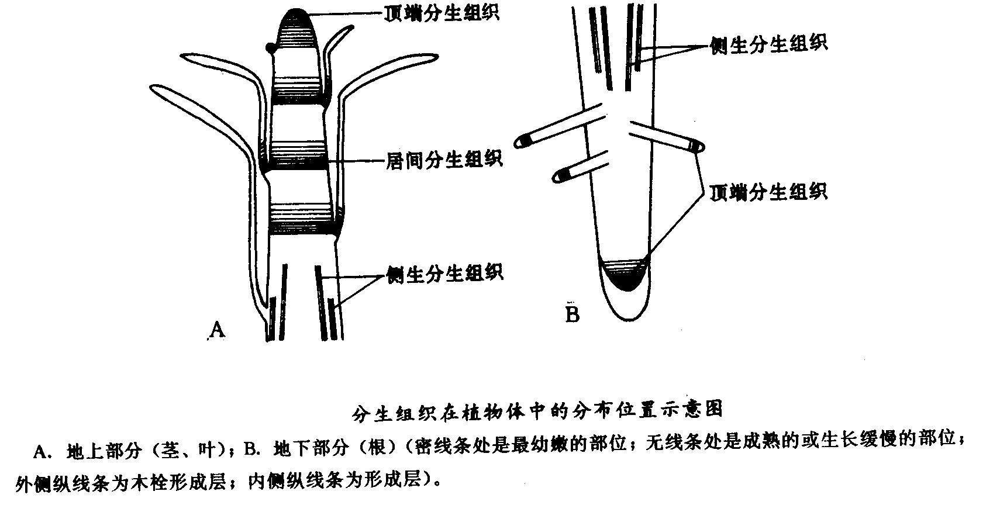 顶端分生组织
居间分生组织
侧生分生组织
A
侧生分生组织
顶端分生组织
B
分生组织在植物体中的分布位置示意图
A. 地上部分（茎、叶）；B. 地下部分（根）（密线条处是最幼嫩的部位；无线条处是成熟的或生长缓慢的部位；
外侧纵线条为木栓形成层；内侧纵线条为形成层）。